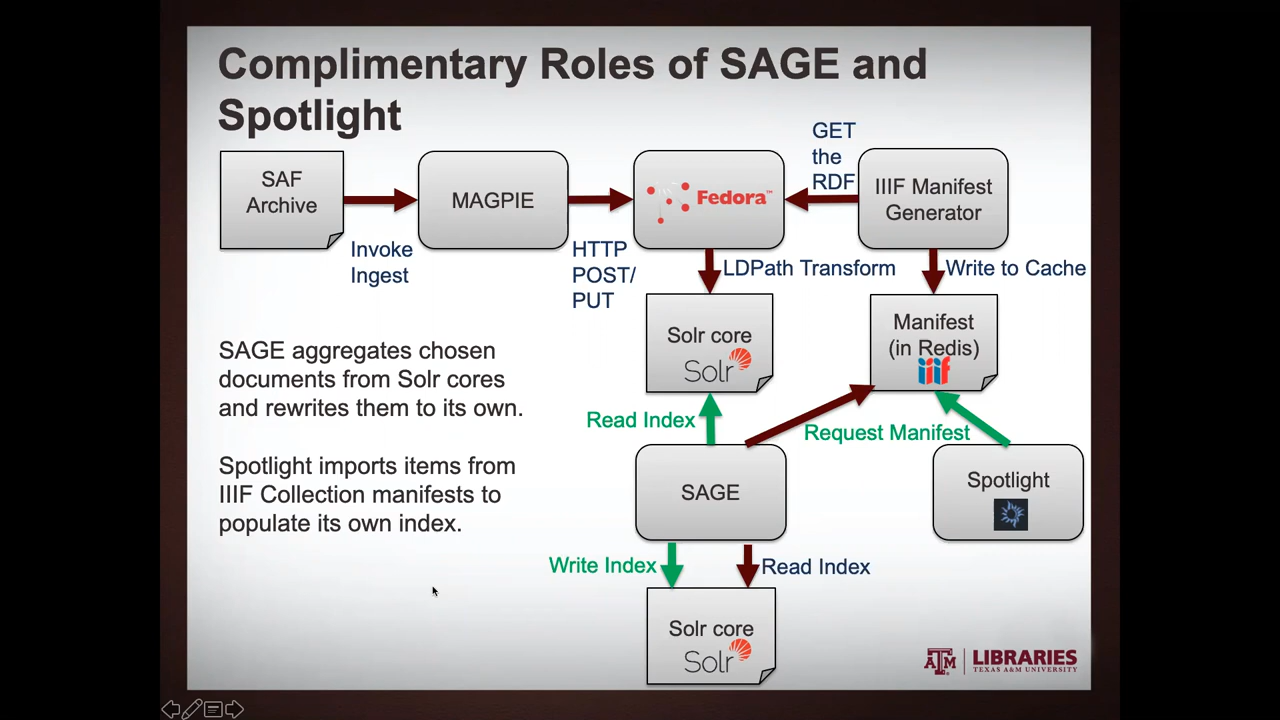 Complimentary Roles of SAGE and
Spotlight
SAF
Archive
Invoke
Ingest
MAGPIE
HTTP
POST/
PUT
Fedora™
GET
the
RDF
IIIF Manifest
Generator
LDPath Transform
Write to Cache
Solr core
Solr
Manifest
(in Redis)
iiif
SAGE aggregates chosen
documents from Solr cores
and rewrites them to its own.
Spotlight imports items from
IIIF Collection manifests to
populate its own index.
Read Index
Request Manifest
SAGE
Spotlight
Write Index
Read Index
Solr core
Solr
ATM LIBRARIES
TEXAS A&M UNIVERSITY